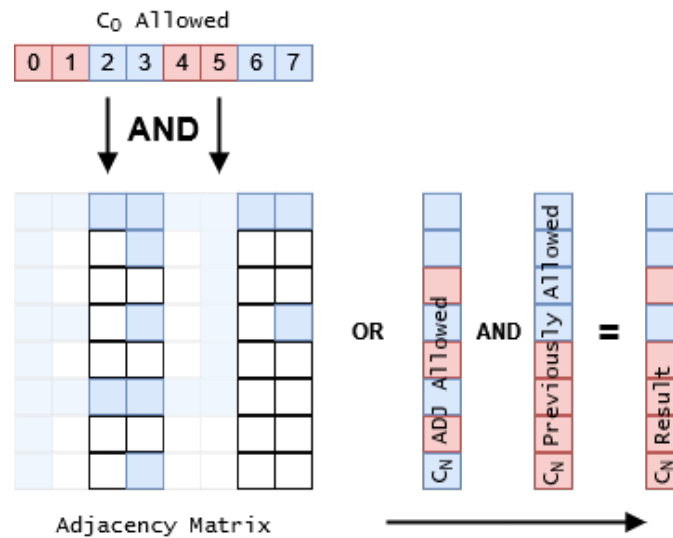 C0 Allowed
0 1 2 3 4 5 6 7
AND
OR
CN ADJ Allowed
AND
CN Previously Allowed
=
CN Result
Adjacency Matrix